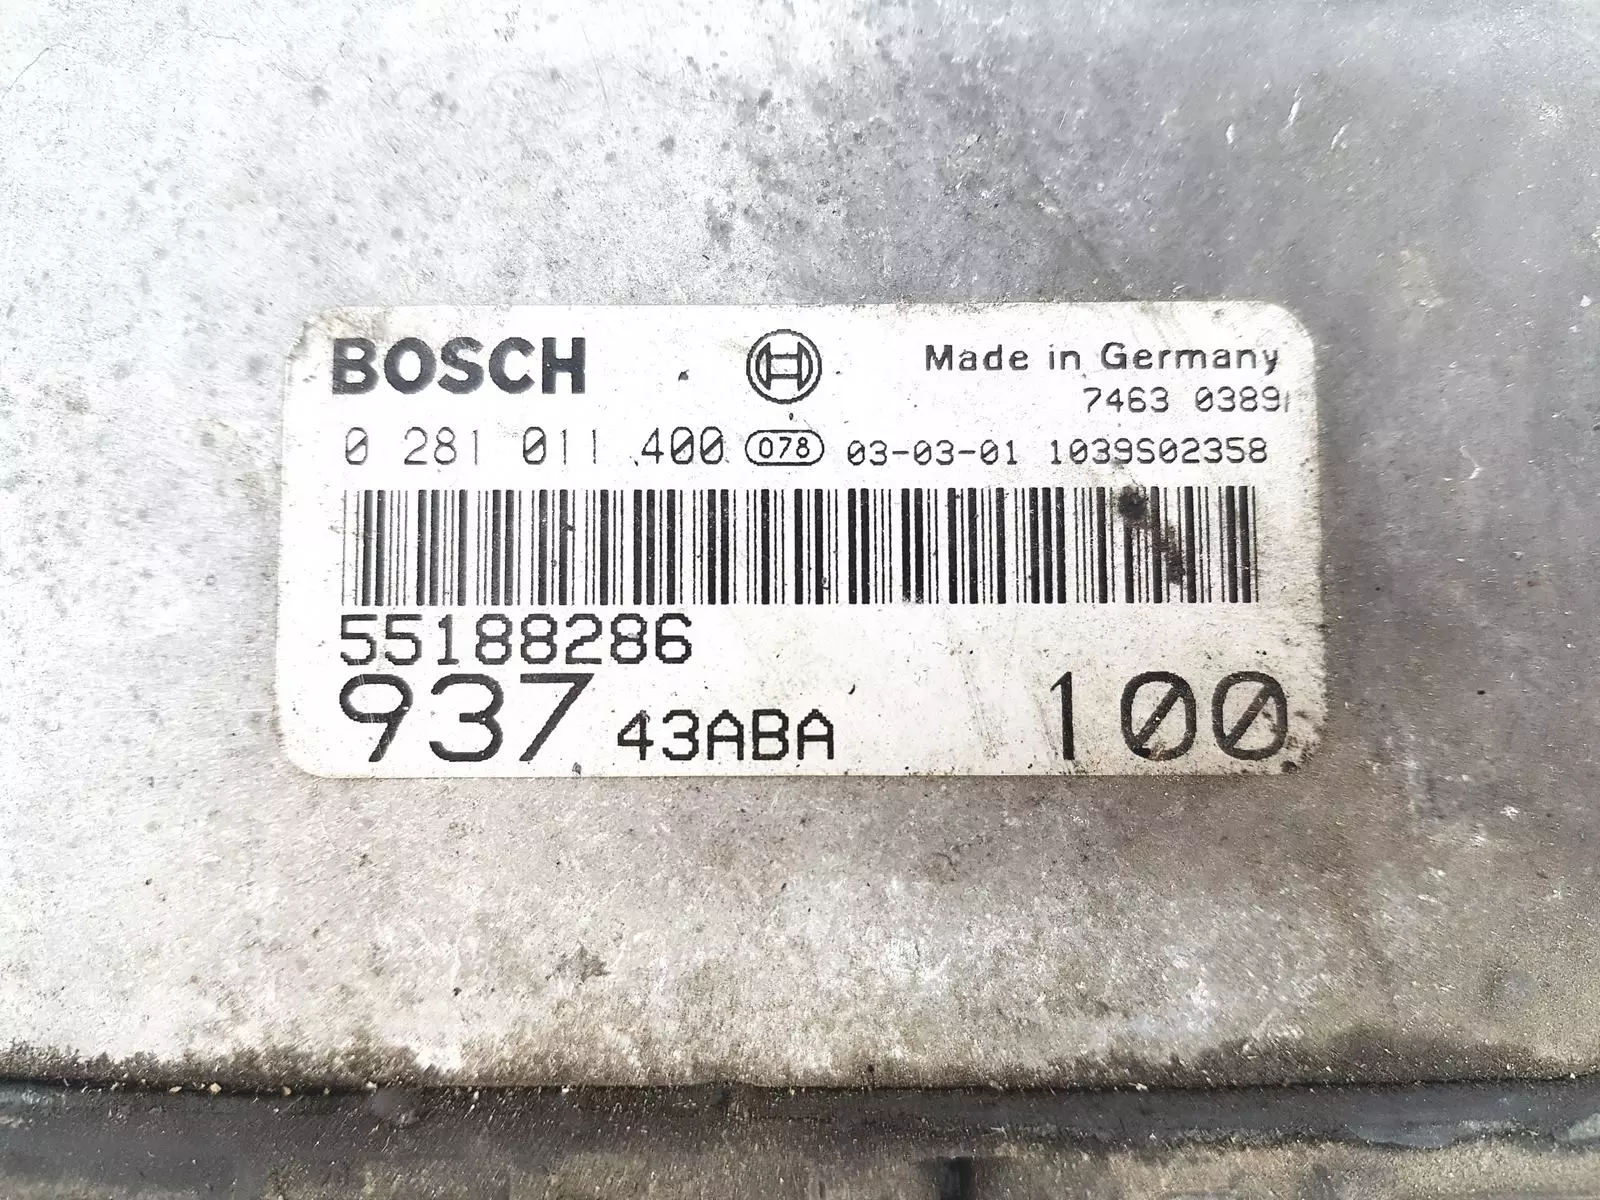 BOSCH Made in Germany
7463 0389
0 281 011 400 078 03-03-01 1039S02358
55188286
937 43ABA 100